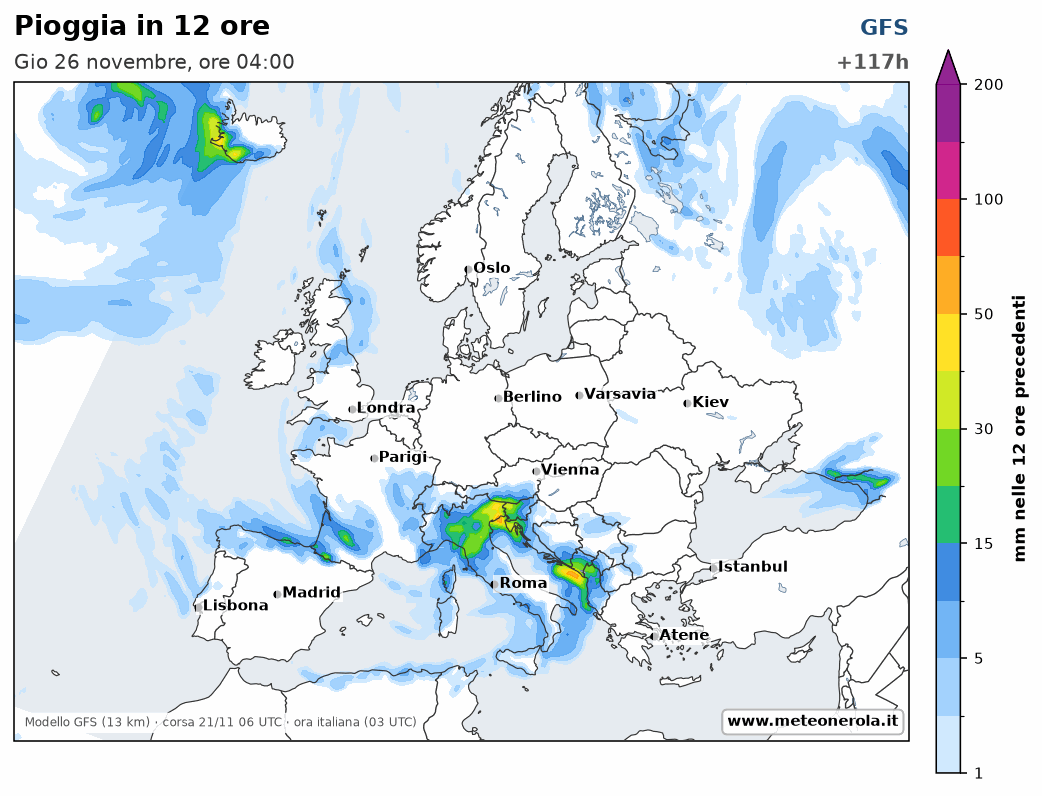 Pioggia in 12 ore
GFS
Gio 26 novembre, ore 04:00
+117h
200
100
50
30
15
5
1
mm nelle 12 ore precedenti
Oslo
Berlino
Varsavia
Kiev
Londra
Parigi
Vienna
Istanbul
Roma
Madrid
Lisbona
Atene
Modello GFS (13 km) · corsa 21/11 06 UTC · ora italiana (03 UTC)
www.meteonerola.it